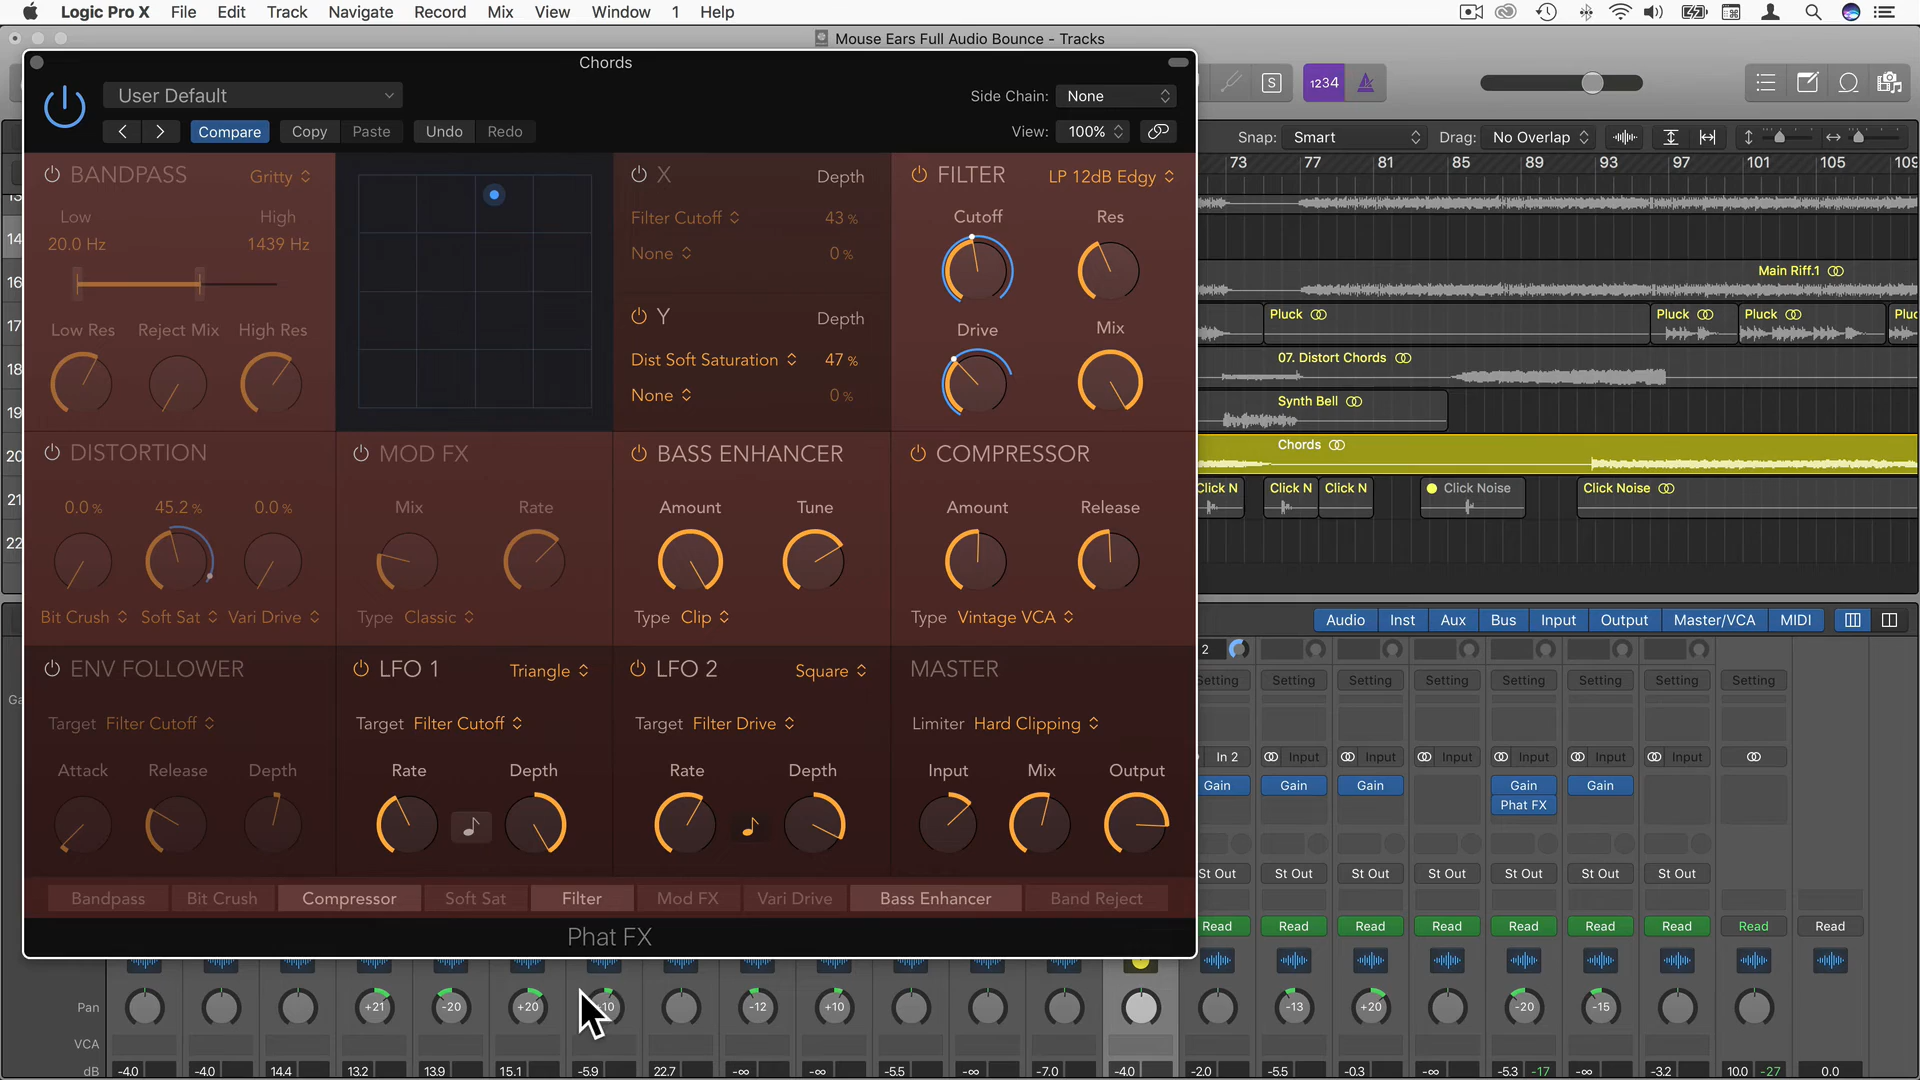 Logic Pro X File Edit Track Navigate Record Mix View Window 1 Help
Mouse Ears Full Audio Bounce - Tracks
Chords
User Default
Side Chain: None
Compare Copy Paste Undo Redo
View: 100%
S 1234
Snap: Smart Drag: No Overlap
73 77 81 85 89 93 97 101 105 109
BANDPASS Gritty
Low High
20.0 Hz 1439 Hz
Low Res Reject Mix High Res
X Depth
Filter Cutoff 43 %
None 0 %
Y Depth
Dist Soft Saturation 47 %
None 0 %
FILTER LP 12dB Edgy
Cutoff Res
Drive Mix
DISTORTION
0.0 % 45.2 % 0.0 %
Bit Crush Soft Sat Vari Drive
MOD FX
Mix Rate
Type Classic
BASS ENHANCER
Amount Tune
Type Clip
COMPRESSOR
Amount Release
Type Vintage VCA
ENV FOLLOWER
Target Filter Cutoff
Attack Release Depth
LFO 1 Triangle
Target Filter Cutoff
Rate Depth
LFO 2 Square
Target Filter Drive
Rate Depth
MASTER
Limiter Hard Clipping
Input Mix Output
Bandpass Bit Crush Compressor Soft Sat Filter Mod FX Vari Drive Bass Enhancer Band Reject
Phat FX
14
16
17
18
19
20
21
22
Main Riff.1
Pluck Pluck Pluck
07. Distort Chords
Synth Bell
Chords
Click N Click N Click N Click Noise Click Noise
Audio Inst Aux Bus Input Output Master/VCA MIDI
2
Setting Setting Setting Setting Setting Setting Setting
In 2 Input Input Input Input Input Input
Gain Gain Gain Gain Gain
Phat FX
St Out St Out St Out St Out St Out St Out St Out
Read Read Read Read Read Read Read Read Read
Pan +21 -20 +20 -12 +10 -13 +20 -20 -15
VCA
dB -4.0 -4.0 14.4 13.2 13.9 15.1 -5.9 22.7 -∞ -∞ -5.5 -∞ -7.0 -4.0 -2.0 -5.5 -0.3 -∞ -5.3 -17 -3.2 -∞ 10.0 -27 0.0